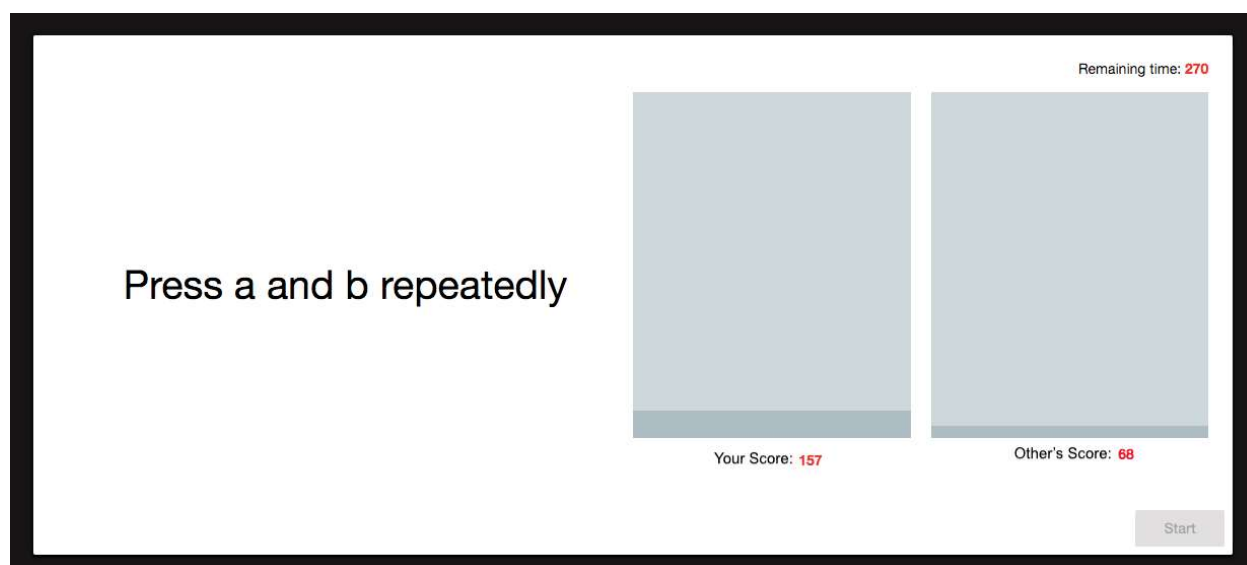 Remaining time: 270
Press a and b repeatedly
Your Score: 157
Other's Score: 68
Start